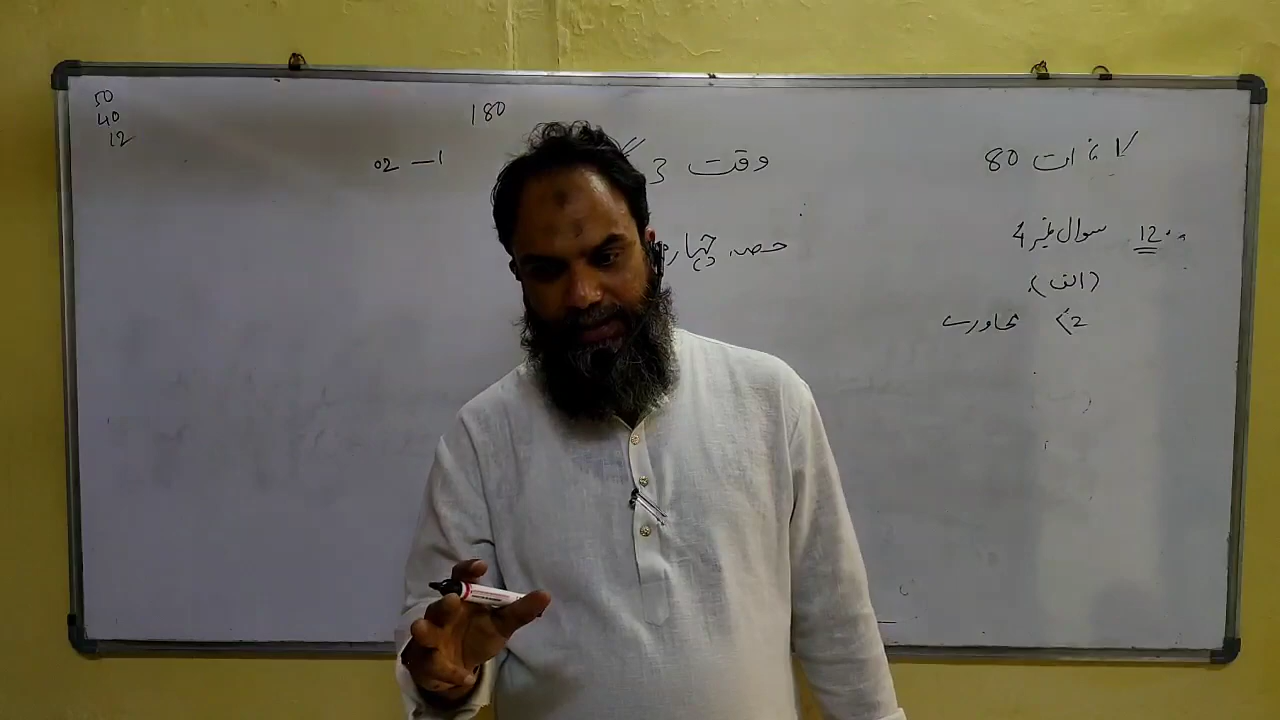 50
40
12
180
02 — 1
وقت 3
کل نشانات 80
حصہ چہارم
12 سوال نمبر 4
(الف)
2 محاورے